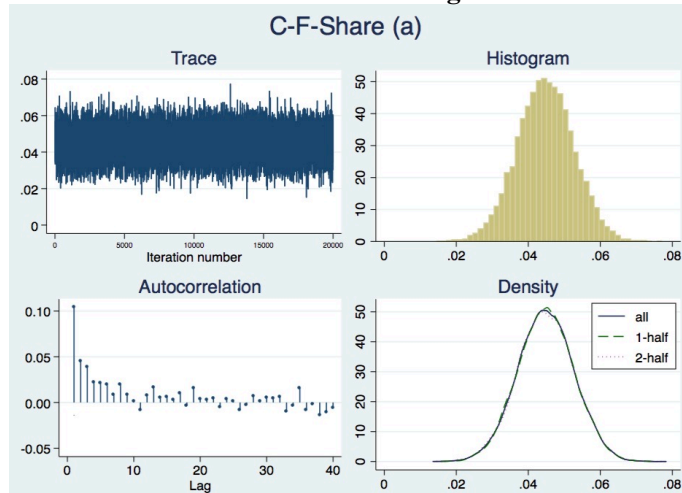 C-F-Share (a)
Trace
.08
.06
.04
.02
0
0 5000 10000 15000 20000
Iteration number
Histogram
50
40
30
20
10
0
0 .02 .04 .06 .08
Autocorrelation
0.10
0.05
0.00
-0.05
0 10 20 30 40
Lag
Density
50
40
30
20
10
0
all
1-half
2-half
0 .02 .04 .06 .08